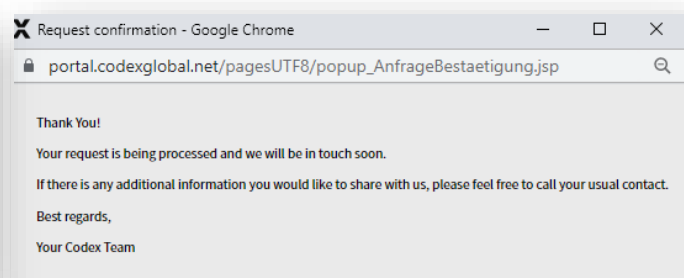 Request confirmation - Google Chrome
portal.codexglobal.net/pagesUTF8/popup_AnfrageBestaetigung.jsp
Thank You!
Your request is being processed and we will be in touch soon.
If there is any additional information you would like to share with us, please feel free to call your usual contact.
Best regards,
Your Codex Team